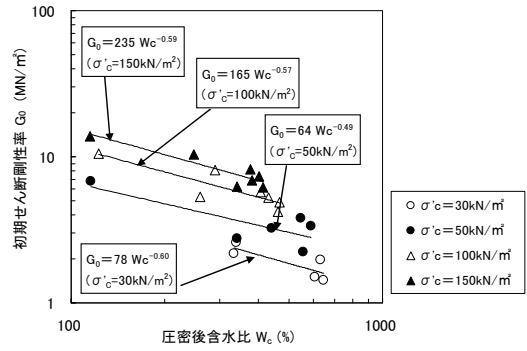 100
10
1
100
1000
初期せん断剛性率 G₀ (MN/㎡)
圧密後含水比 Wc (%)
G₀=235 Wc⁻⁰·⁵⁹
(σ'c=150kN/m²)
G₀=165 Wc⁻⁰·⁵⁷
(σ'c=100kN/m²)
G₀=64 Wc⁻⁰·⁴⁹
(σ'c=50kN/m²)
G₀=78 Wc⁻⁰·⁶⁰
(σ'c=30kN/m²)
○ σ'c=30kN/㎡
● σ'c=50kN/㎡
△ σ'c=100kN/㎡
▲ σ'c=150kN/㎡